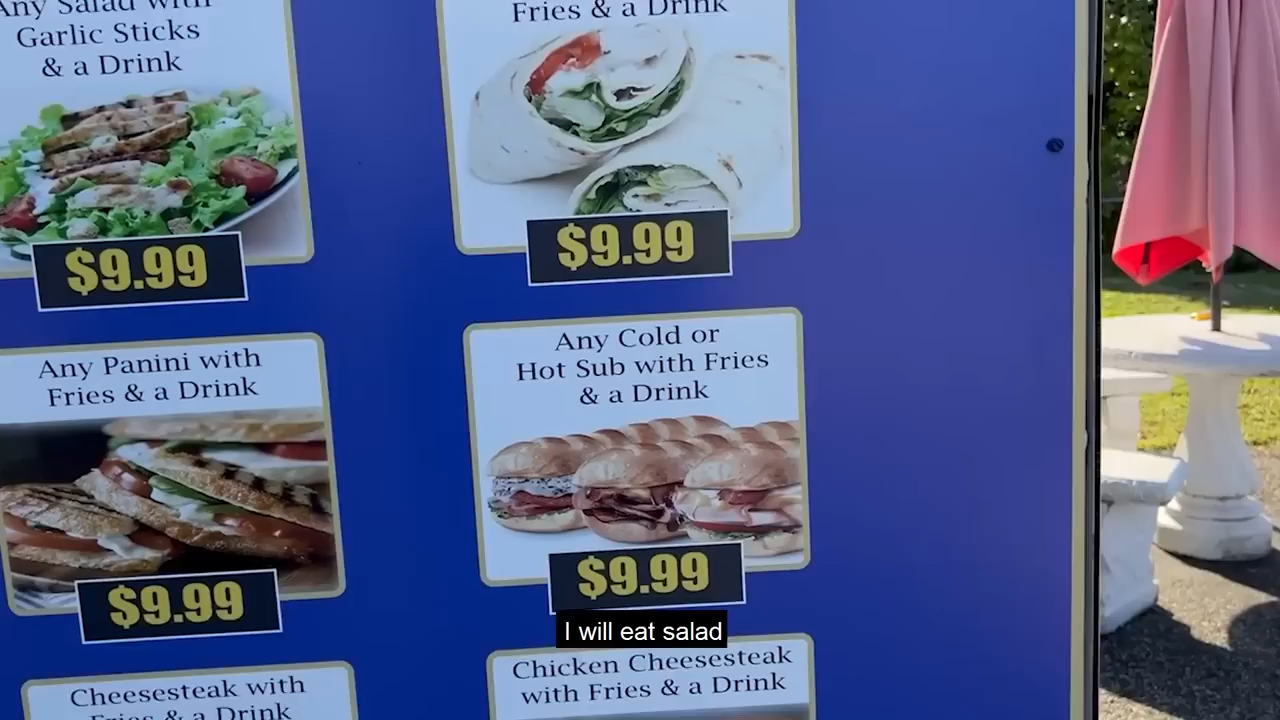 Any Salad with
Garlic Sticks
& a Drink
$9.99
Fries & a Drink
$9.99
Any Panini with
Fries & a Drink
$9.99
Any Cold or
Hot Sub with Fries
& a Drink
$9.99
I will eat salad
Cheesesteak with
Fries & a Drink
Chicken Cheesesteak
with Fries & a Drink